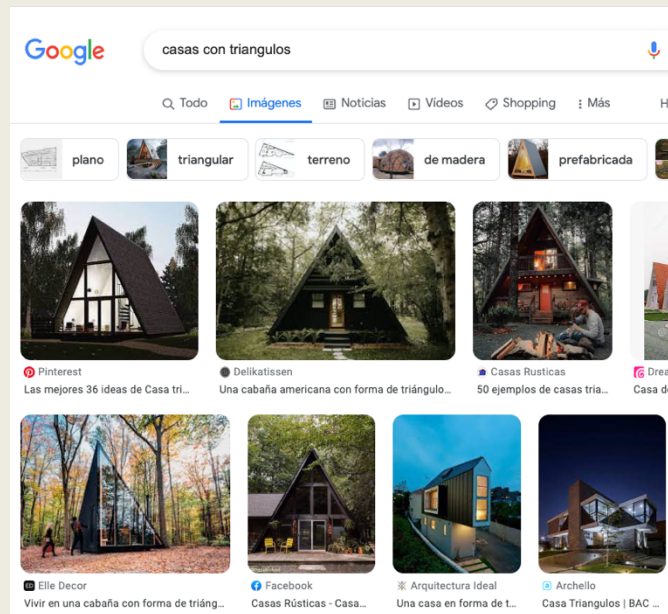 Google
casas con triangulos
Todo Imágenes Noticias Vídeos Shopping Más
plano triangular terreno de madera prefabricada
Pinterest Delikatissen Casas Rusticas
Las mejores 36 ideas de Casa tri... Una cabaña americana con forma de triángulo... 50 ejemplos de casas tria...
ED Elle Decor Facebook Arquitectura Ideal a Archello
Vivir en una cabaña con forma de triáng... Casas Rústicas - Casa... Una casa en forma de t... Casa Triangulos | BAC ...